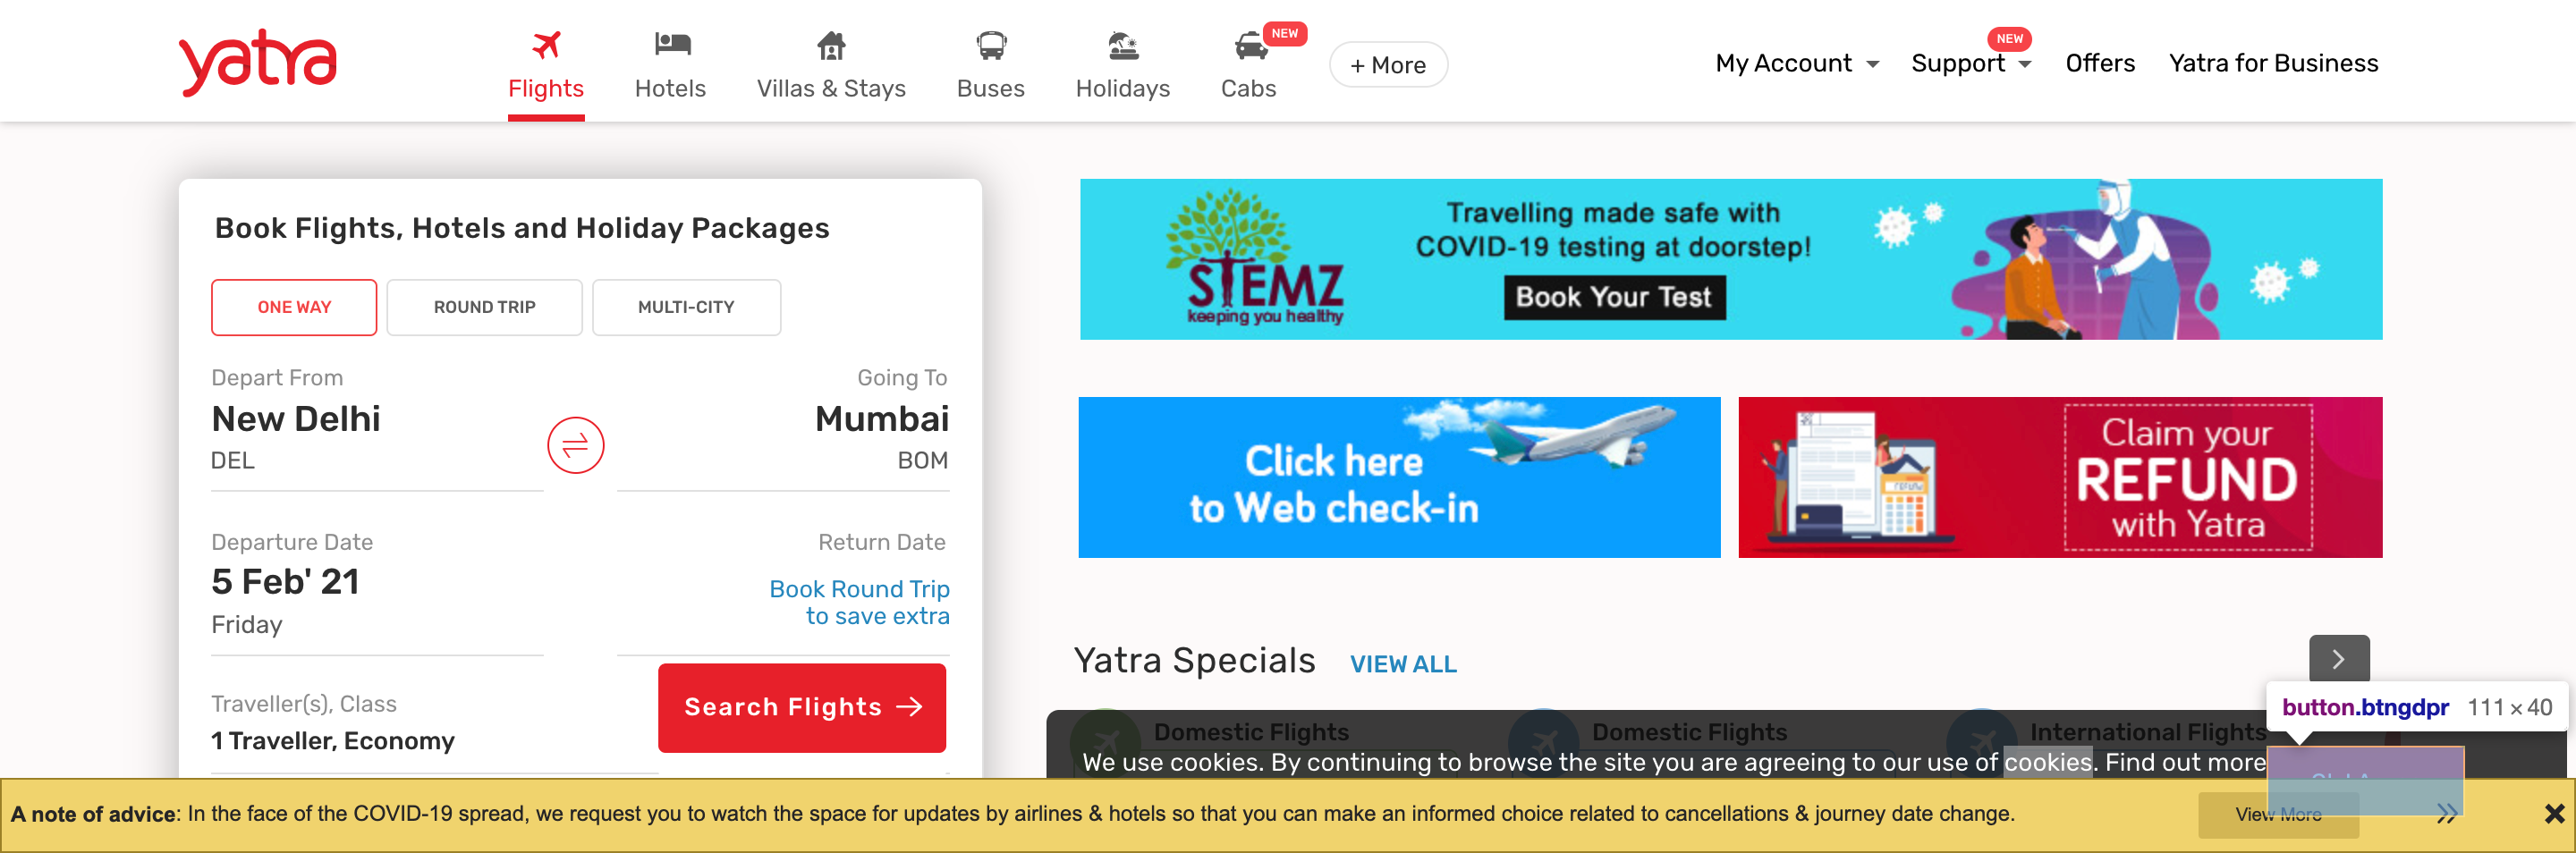 yatra
Flights
Hotels
Villas & Stays
Buses
Holidays
NEW
Cabs
+ More
My Account
NEW
Support
Offers
Yatra for Business
Book Flights, Hotels and Holiday Packages
ONE WAY
ROUND TRIP
MULTI-CITY
Depart From
New Delhi
DEL
Going To
Mumbai
BOM
Departure Date
5 Feb' 21
Friday
Return Date
Book Round Trip
to save extra
Traveller(s), Class
1 Traveller, Economy
Search Flights
STEMZ
keeping you healthy
Travelling made safe with
COVID-19 testing at doorstep!
Book Your Test
Click here
to Web check-in
Claim your
REFUND
with Yatra
Yatra Specials
VIEW ALL
button.btngdpr 111 × 40
Domestic Flights
Domestic Flights
International Flights
We use cookies. By continuing to browse the site you are agreeing to our use of cookies. Find out more
A note of advice: In the face of the COVID-19 spread, we request you to watch the space for updates by airlines & hotels so that you can make an informed choice related to cancellations & journey date change.
View More